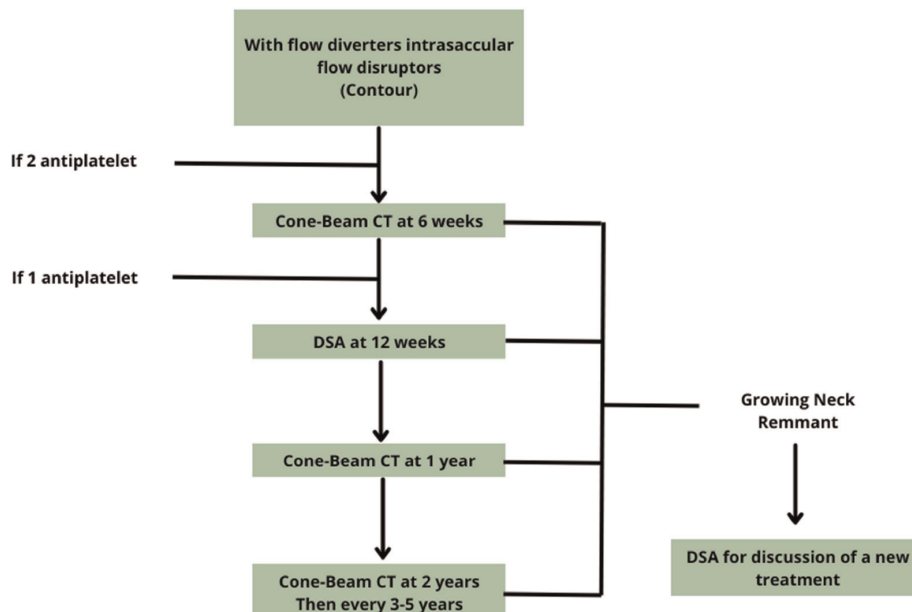 With flow diverters intrasaccular
flow disruptors
(Contour)
If 2 antiplatelet
Cone-Beam CT at 6 weeks
If 1 antiplatelet
DSA at 12 weeks
Growing Neck
Remmant
Cone-Beam CT at 1 year
DSA for discussion of a new
treatment
Cone-Beam CT at 2 years
Then every 3-5 years